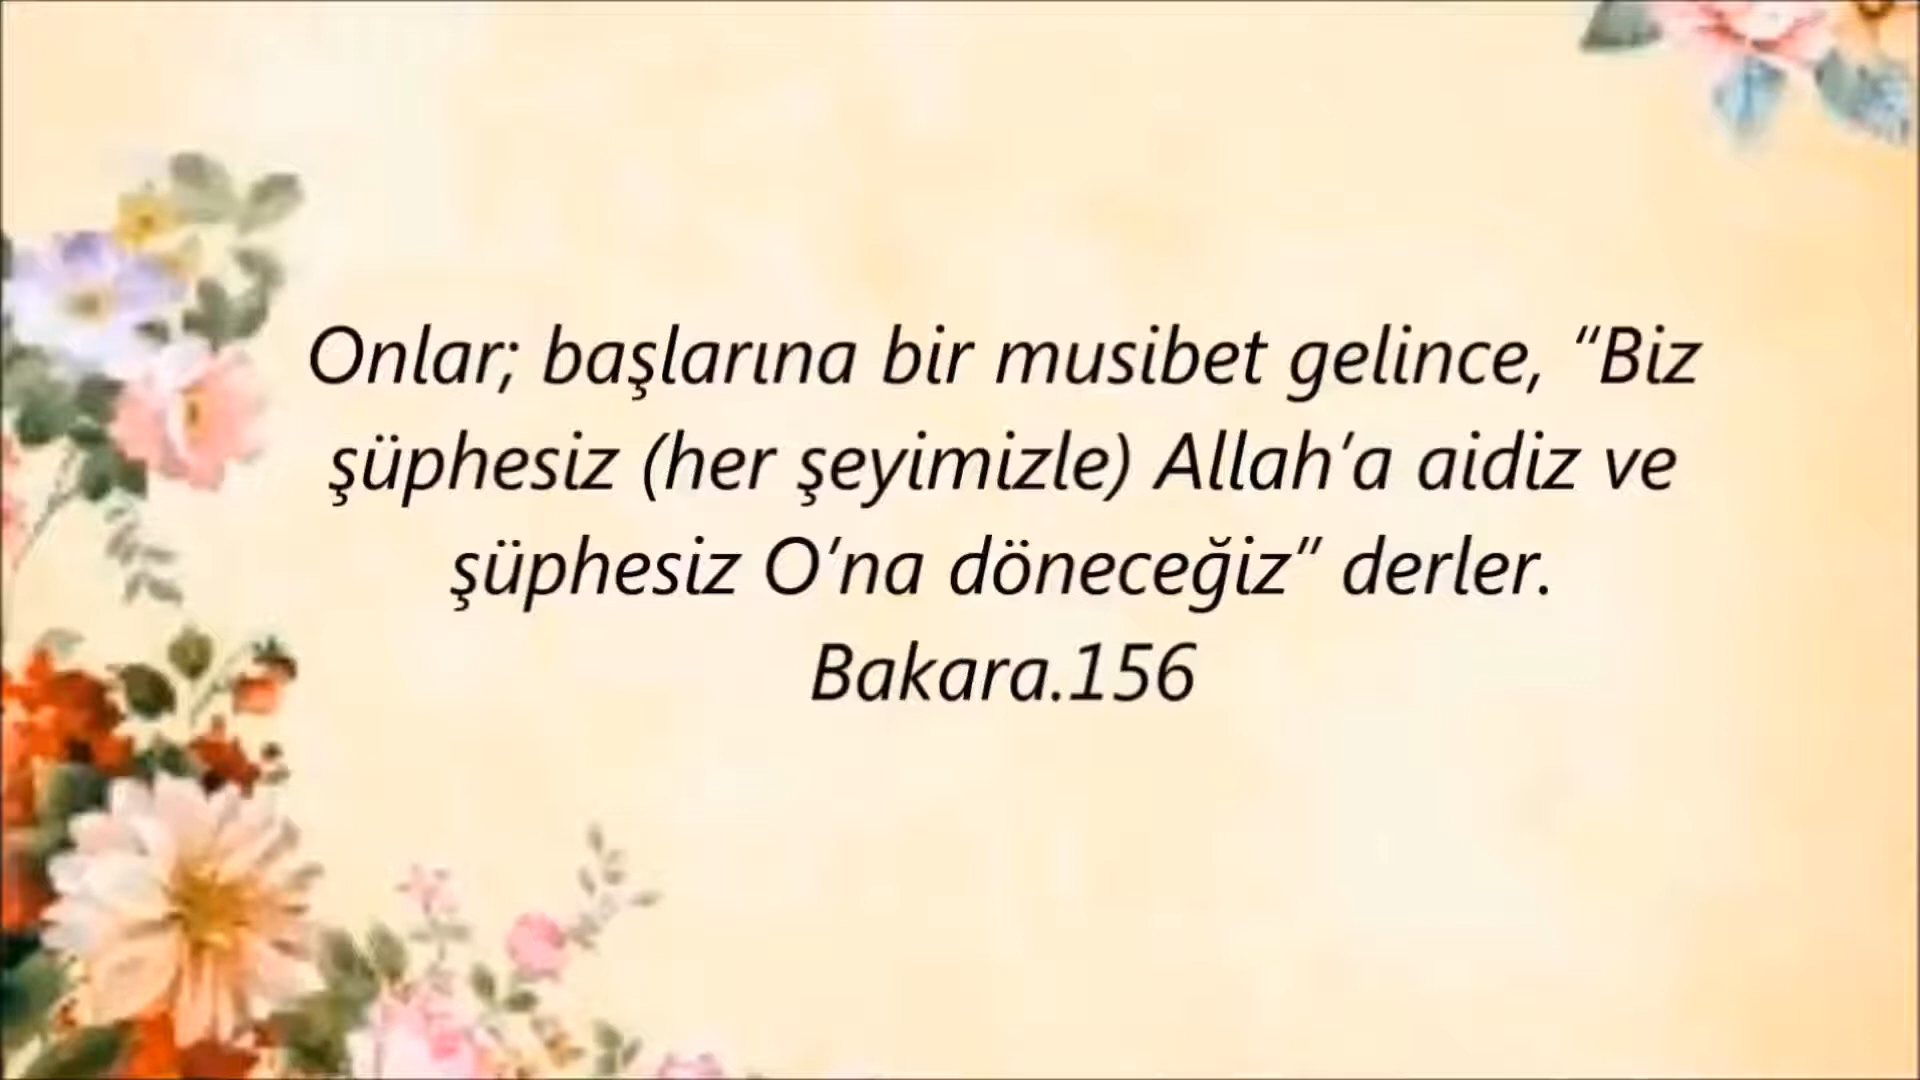 Onlar; başlarına bir musibet gelince, “Biz
şüphesiz (her şeyimizle) Allah’a aidiz ve
şüphesiz O’na döneceğiz” derler.
Bakara.156